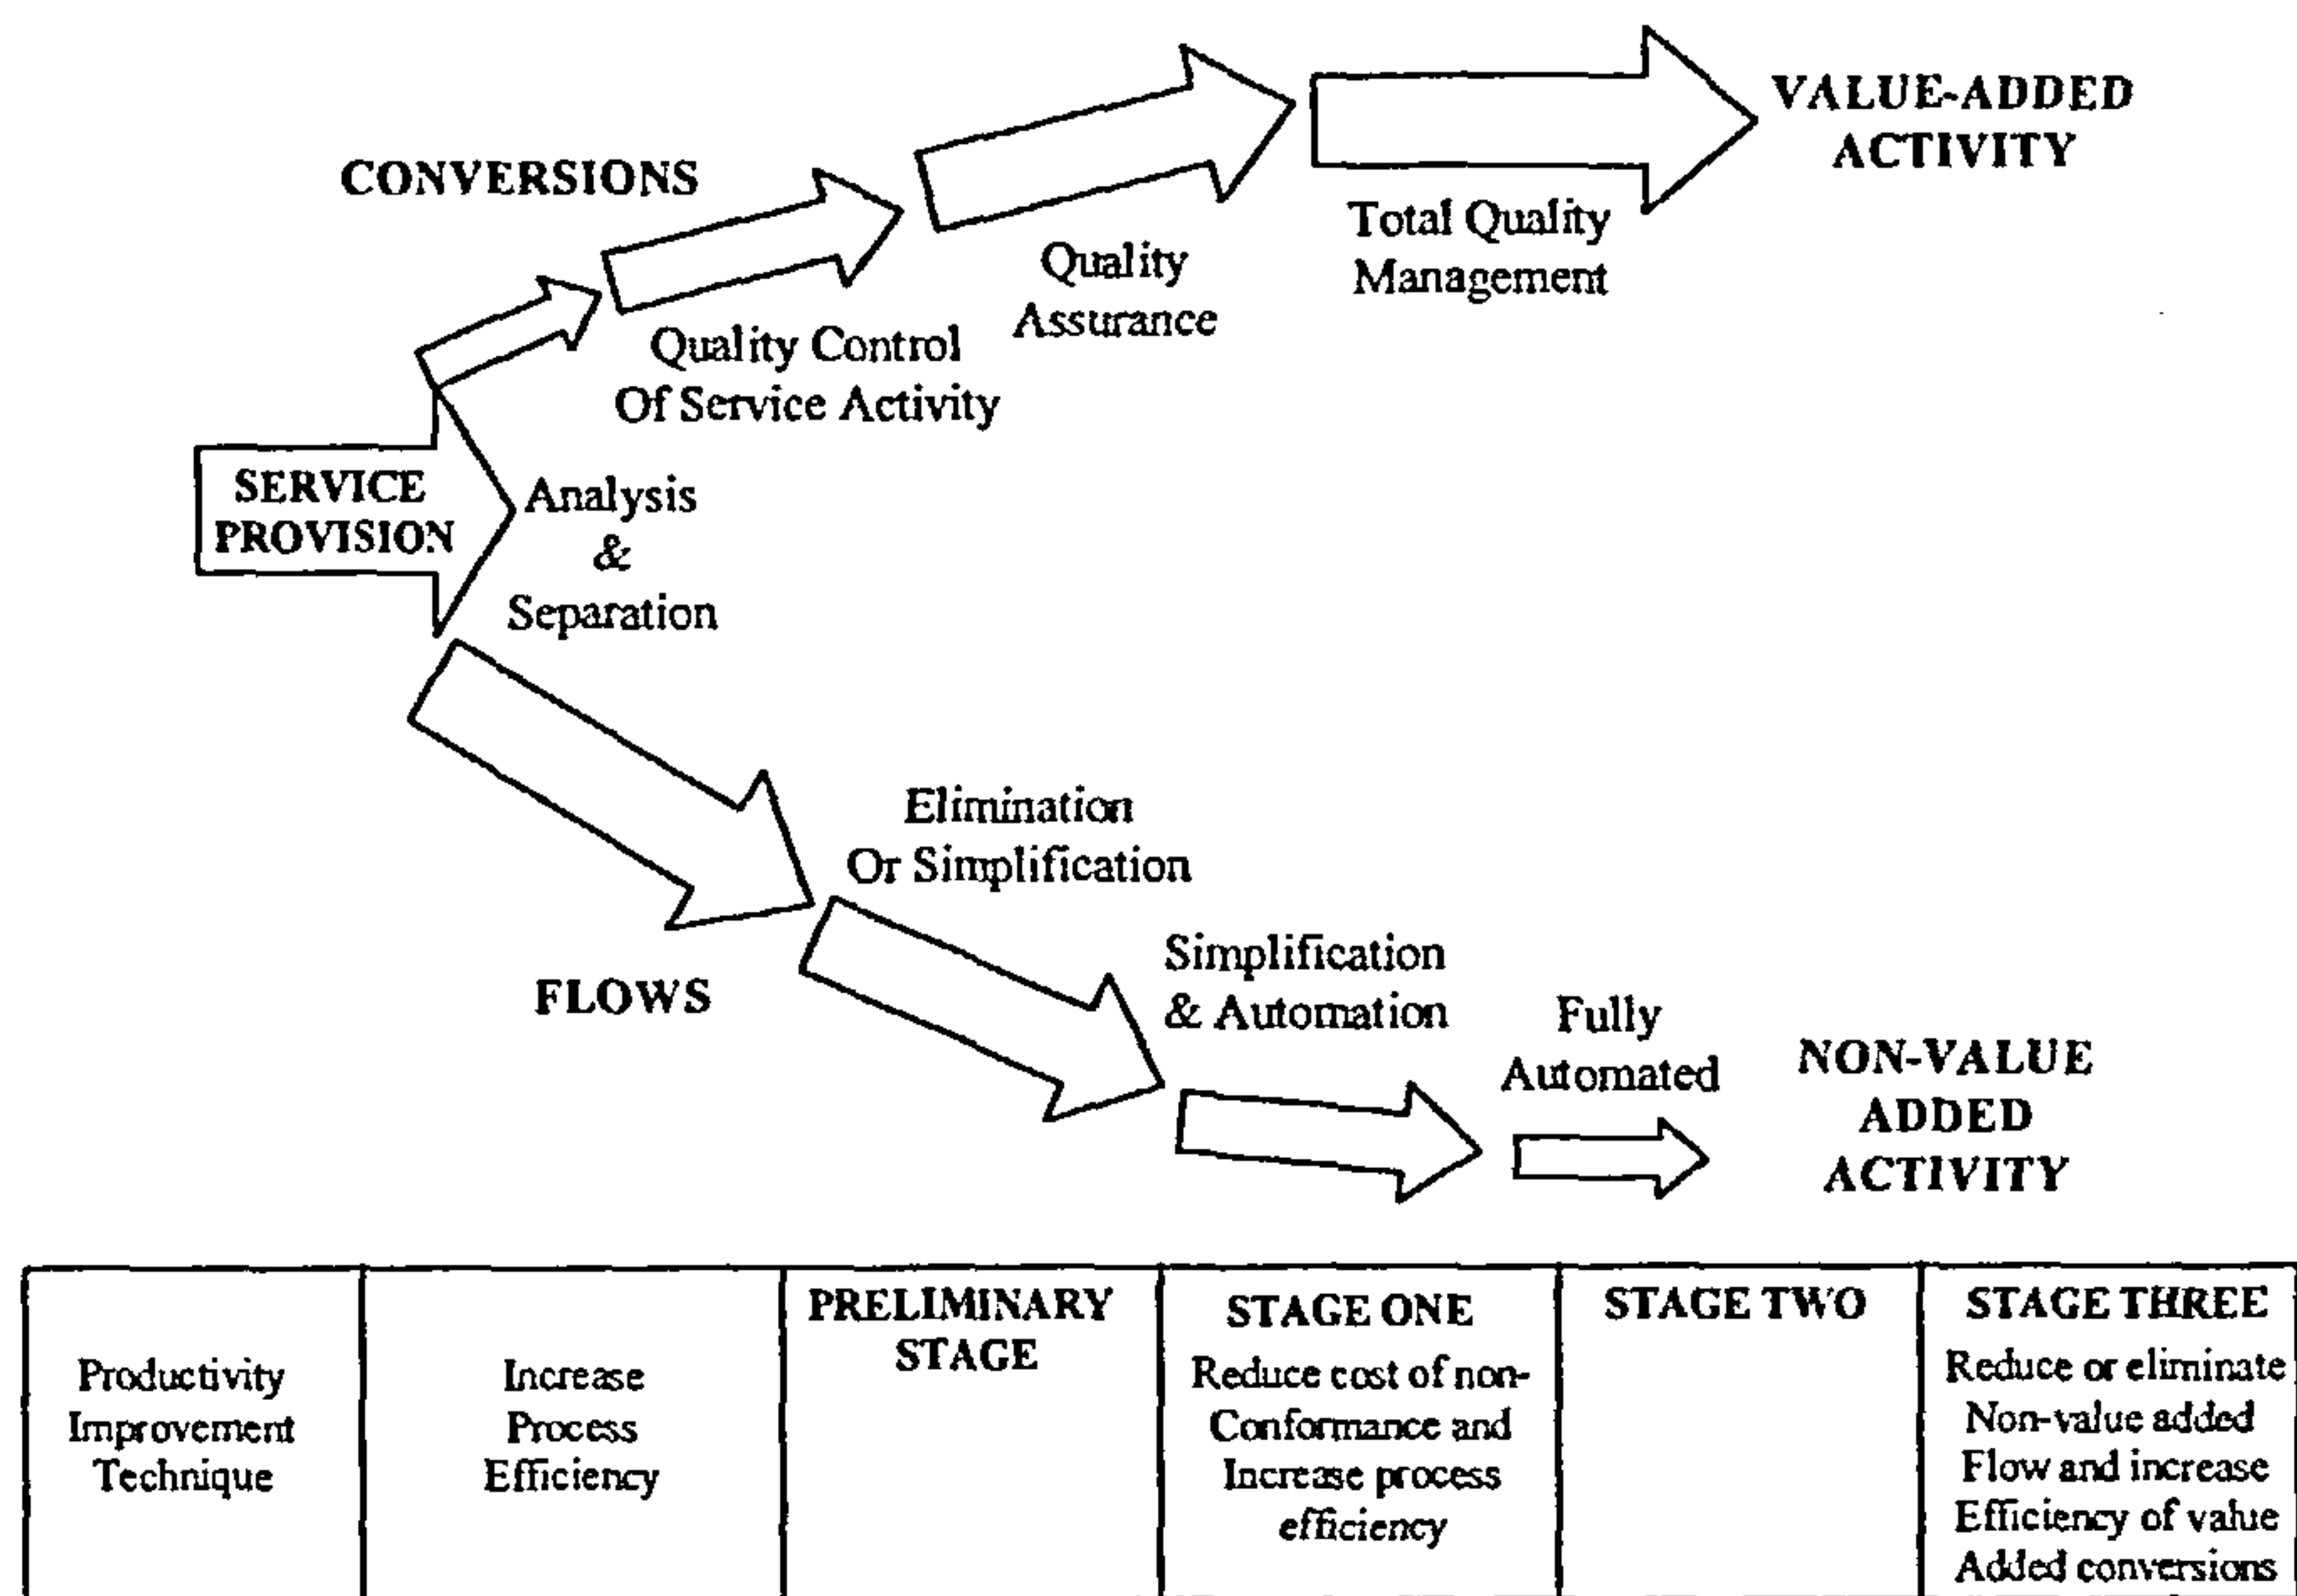 VALUE-ADDED
ACTIVITY
CONVERSIONS
Total Quality
Management
Quality
Assurance
Quality Control
Of Service Activity
SERVICE
PROVISION
Analysis
&
Separation
Elimination
Or Simplification
Simplification
& Automation
FLOWS
Fully
Automated
NON-VALUE
ADDED
ACTIVITY
Productivity
Improvement
Technique
Increase
Process
Efficiency
PRELIMINARY
STAGE
STAGE ONE
Reduce cost of non-
Conformance and
Increase process
efficiency
STAGE TWO
STAGE THREE
Reduce or eliminate
Non-value added
Flow and increase
Efficiency of value
Added conversions